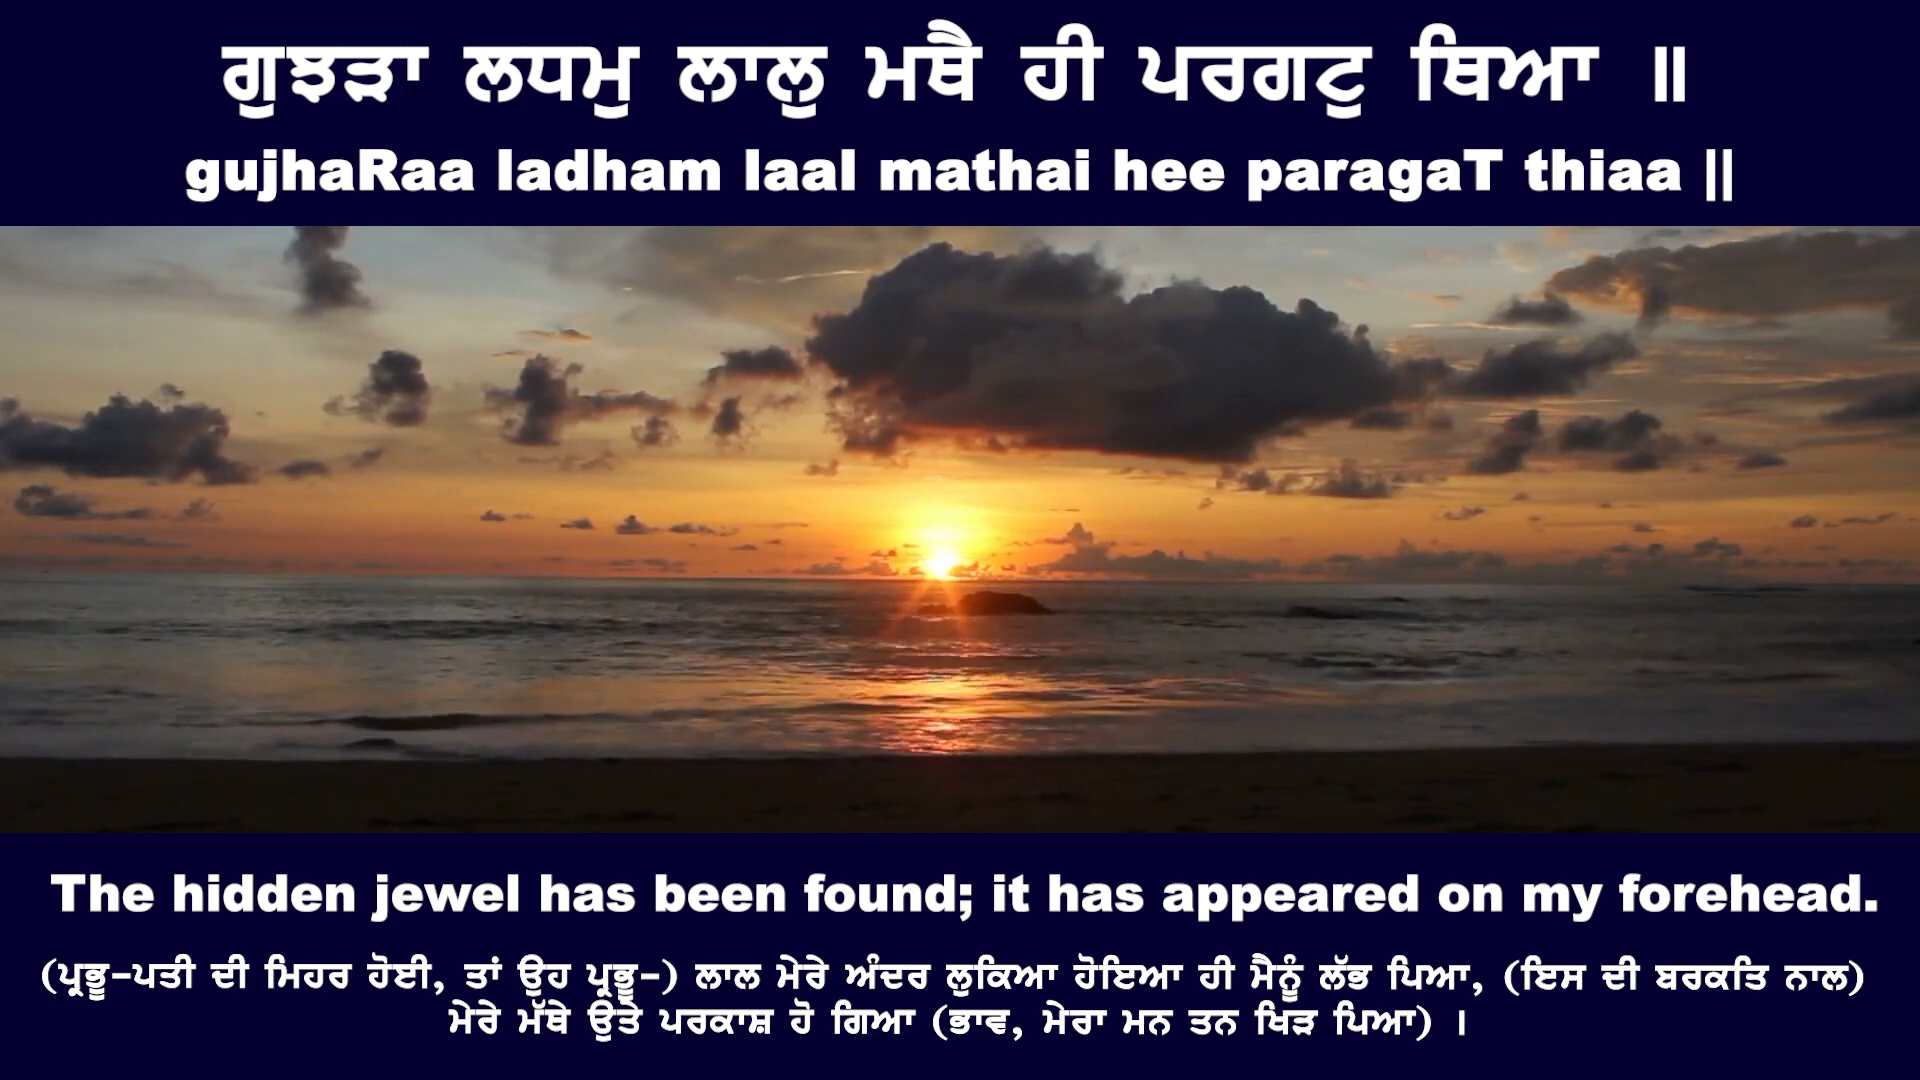 ਗੁਝੜਾ ਲਧਮੁ ਲਾਲੁ ਮਥੈ ਹੀ ਪਰਗਟੁ ਥਿਆ ॥
gujhaRaa ladham laal mathai hee paragaT thiaa ||
The hidden jewel has been found; it has appeared on my forehead.
(ਪ੍ਰਭੂ-ਪਤੀ ਦੀ ਮਿਹਰ ਹੋਈ, ਤਾਂ ਉਹ ਪ੍ਰਭੂ-) ਲਾਲ ਮੇਰੇ ਅੰਦਰ ਲੁਕਿਆ ਹੋਇਆ ਹੀ ਮੈਨੂੰ ਲੱਭ ਪਿਆ, (ਇਸ ਦੀ ਬਰਕਤਿ ਨਾਲ)
ਮੇਰੇ ਮੱਥੇ ਉਤੇ ਪਰਕਾਸ਼ ਹੋ ਗਿਆ (ਭਾਵ, ਮੇਰਾ ਮਨ ਤਨ ਖਿੜ ਪਿਆ) ।